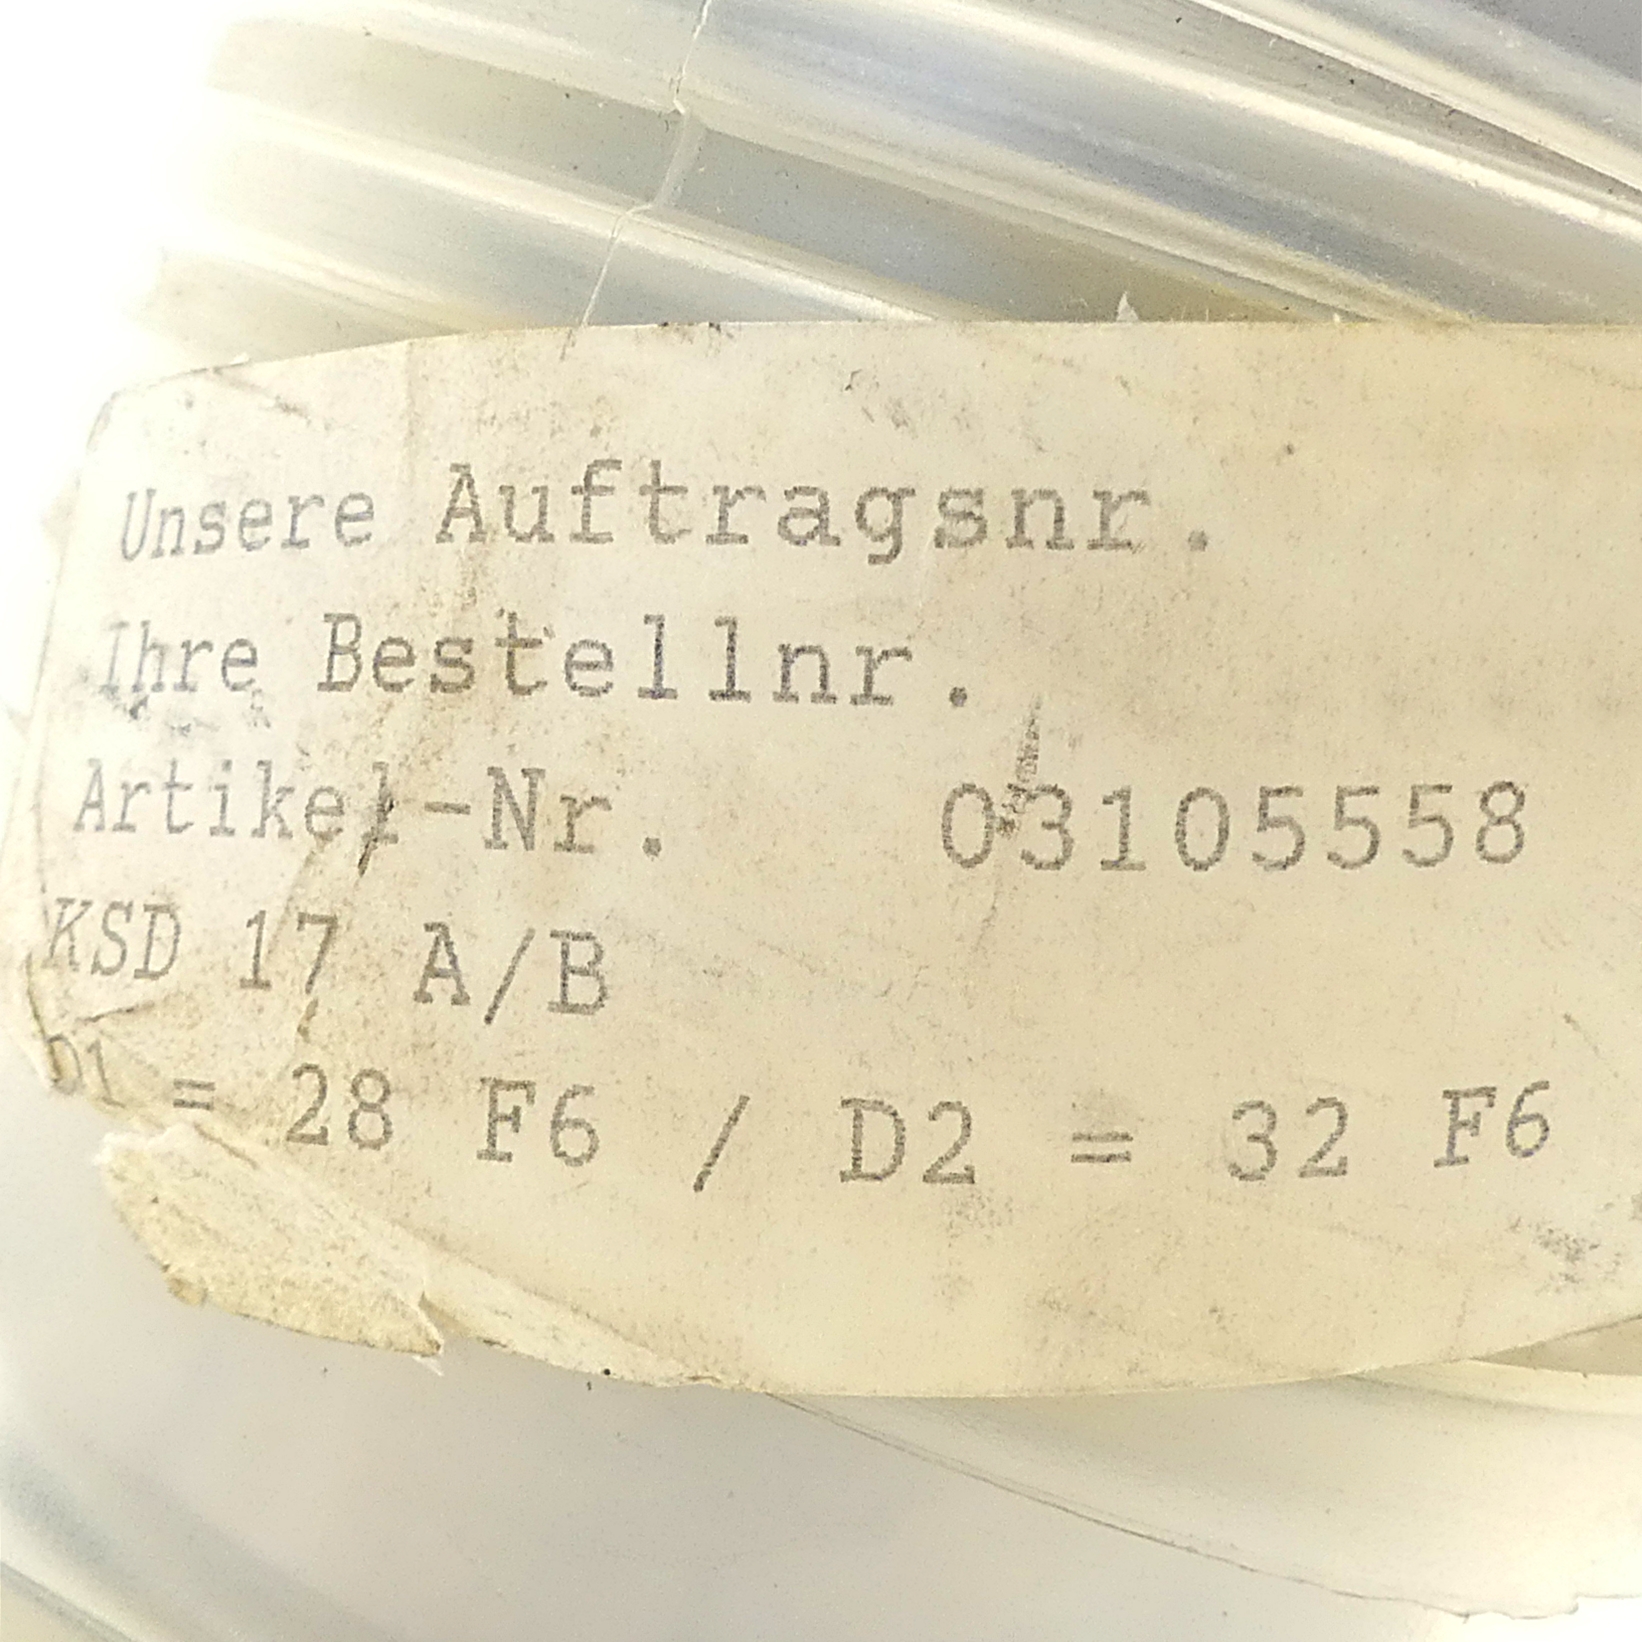 Unsere Auftragsnr.
Ihre Bestellnr.
Artikel-Nr. 03105558
KSD 17 A/B
D1 = 28 F6 / D2 = 32 F6